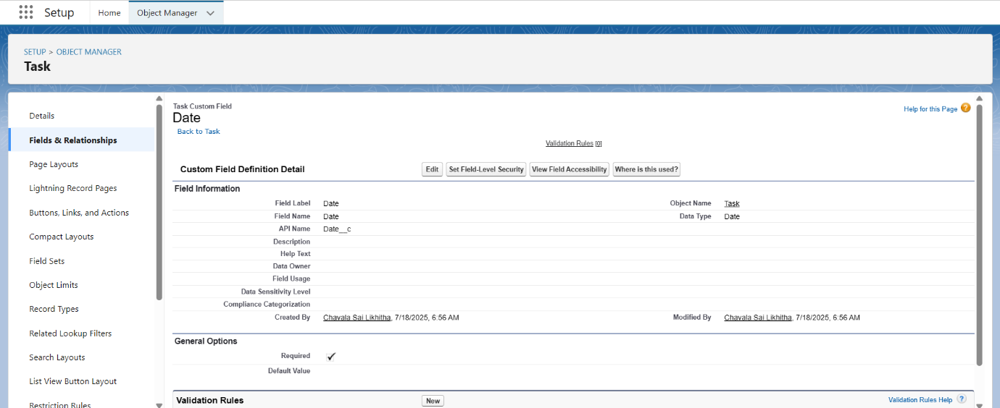 Setup Home Object Manager
SETUP > OBJECT MANAGER
Task
Details
Fields & Relationships
Page Layouts
Lightning Record Pages
Buttons, Links, and Actions
Compact Layouts
Field Sets
Object Limits
Record Types
Related Lookup Filters
Search Layouts
List View Button Layout
Restriction Rules
Task Custom Field
Date
Help for this Page ?
Back to Task
Validation Rules [0]
Custom Field Definition Detail Edit Set Field-Level Security View Field Accessibility Where is this used?
Field Information
Field Label Date Object Name Task
Field Name Date Data Type Date
API Name Date__c
Description
Help Text
Data Owner
Field Usage
Data Sensitivity Level
Compliance Categorization
Created By Chavala Sai Likhitha, 7/18/2025, 6:56 AM Modified By Chavala Sai Likhitha, 7/18/2025, 6:56 AM
General Options
Required
Default Value
Validation Rules New Validation Rules Help ?